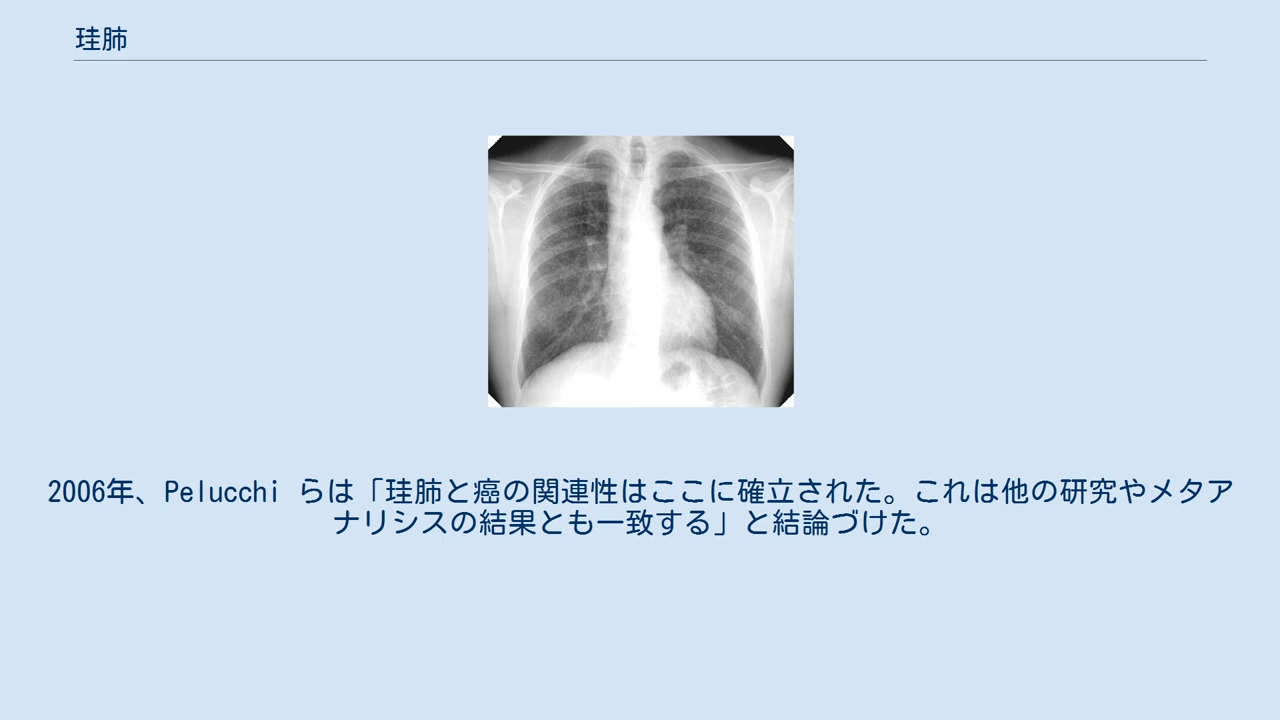 珪肺
2006年、Pelucchi らは「珪肺と癌の関連性はここに確立された。これは他の研究やメタア
ナリシスの結果とも一致する」と結論づけた。